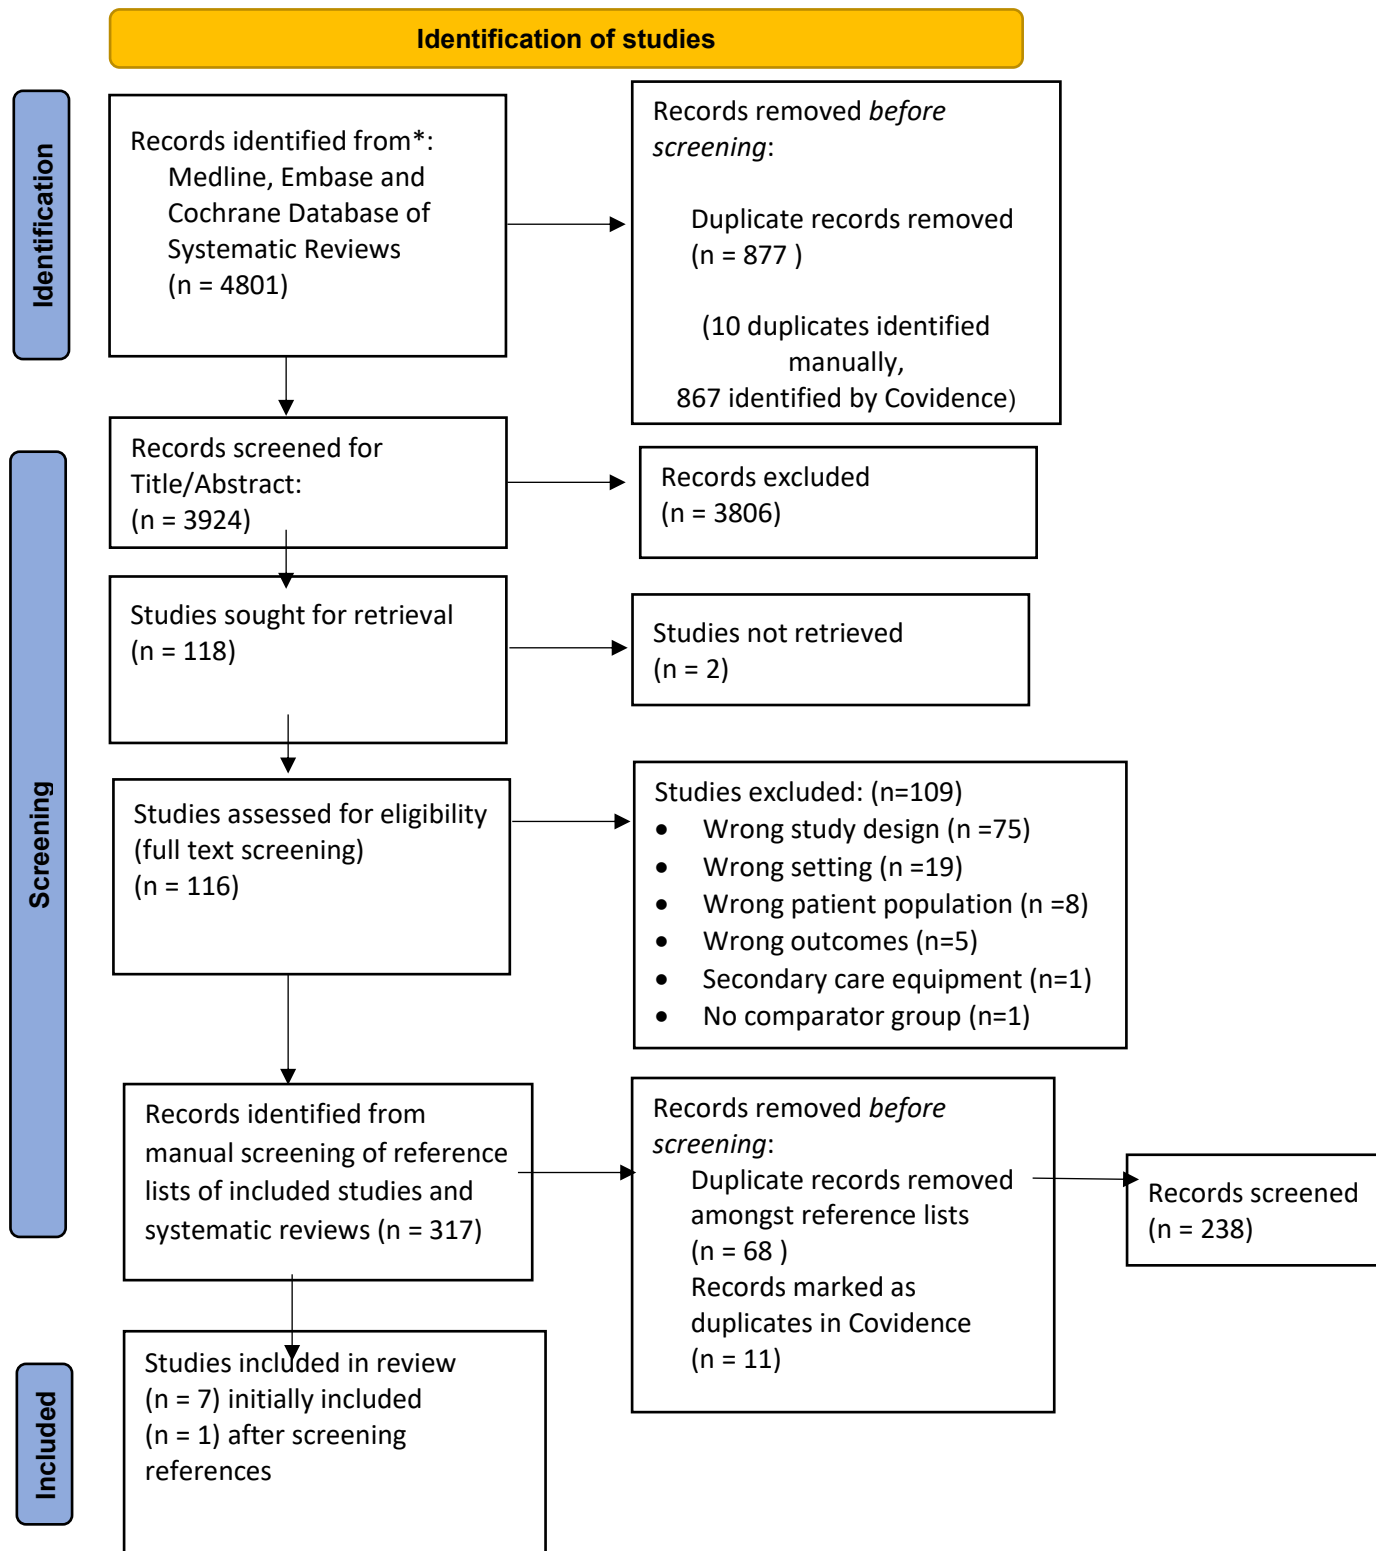 Identification of studies
Identification
Records identified from*:
Medline, Embase and
Cochrane Database of
Systematic Reviews
(n = 4801)
Records removed before
screening:
Duplicate records removed
(n = 877 )
(10 duplicates identified
manually,
867 identified by Covidence)
Screening
Records screened for
Title/Abstract:
(n = 3924)
Records excluded
(n = 3806)
Studies sought for retrieval
(n = 118)
Studies not retrieved
(n = 2)
Studies assessed for eligibility
(full text screening)
(n = 116)
Studies excluded: (n=109)
• Wrong study design (n =75)
• Wrong setting (n =19)
• Wrong patient population (n =8)
• Wrong outcomes (n=5)
• Secondary care equipment (n=1)
• No comparator group (n=1)
Records identified from
manual screening of reference
lists of included studies and
systematic reviews (n = 317)
Records removed before
screening:
Duplicate records removed
amongst reference lists
(n = 68 )
Records marked as
duplicates in Covidence
(n = 11)
Records screened
(n = 238)
Included
Studies included in review
(n = 7) initially included
(n = 1) after screening
references